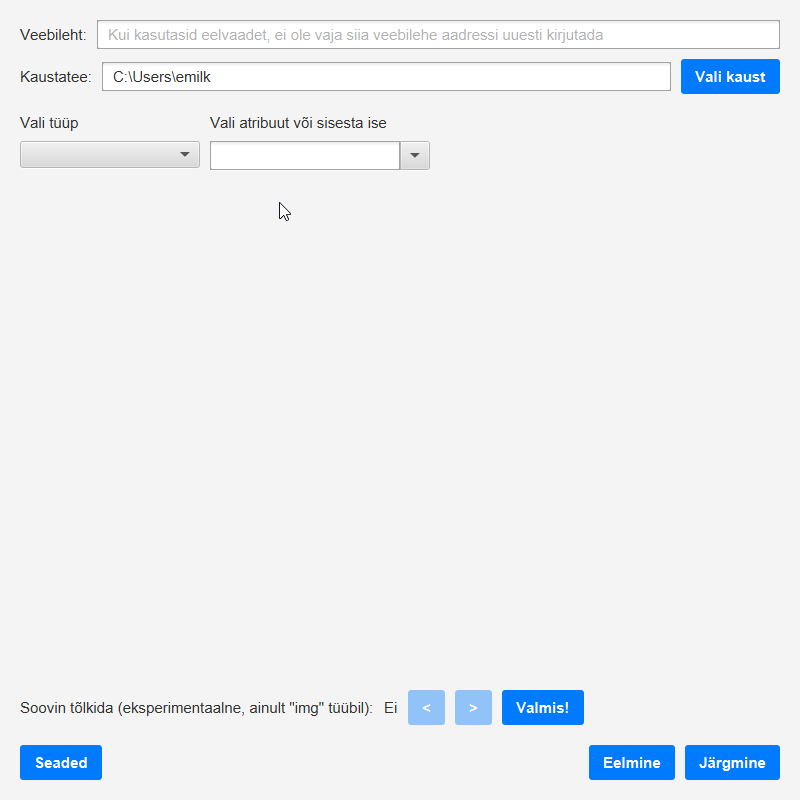 Veebileht: Kui kasutasid eelvaadet, ei ole vaja siia veebilehe aadressi uuesti kirjutada
Kaustatee: C:\Users\emilk Vali kaust
Vali tüüp Vali atribuut või sisesta ise
Soovin tõlkida (eksperimentaalne, ainult "img" tüübil): Ei < > Valmis!
Seaded Eelmine Järgmine